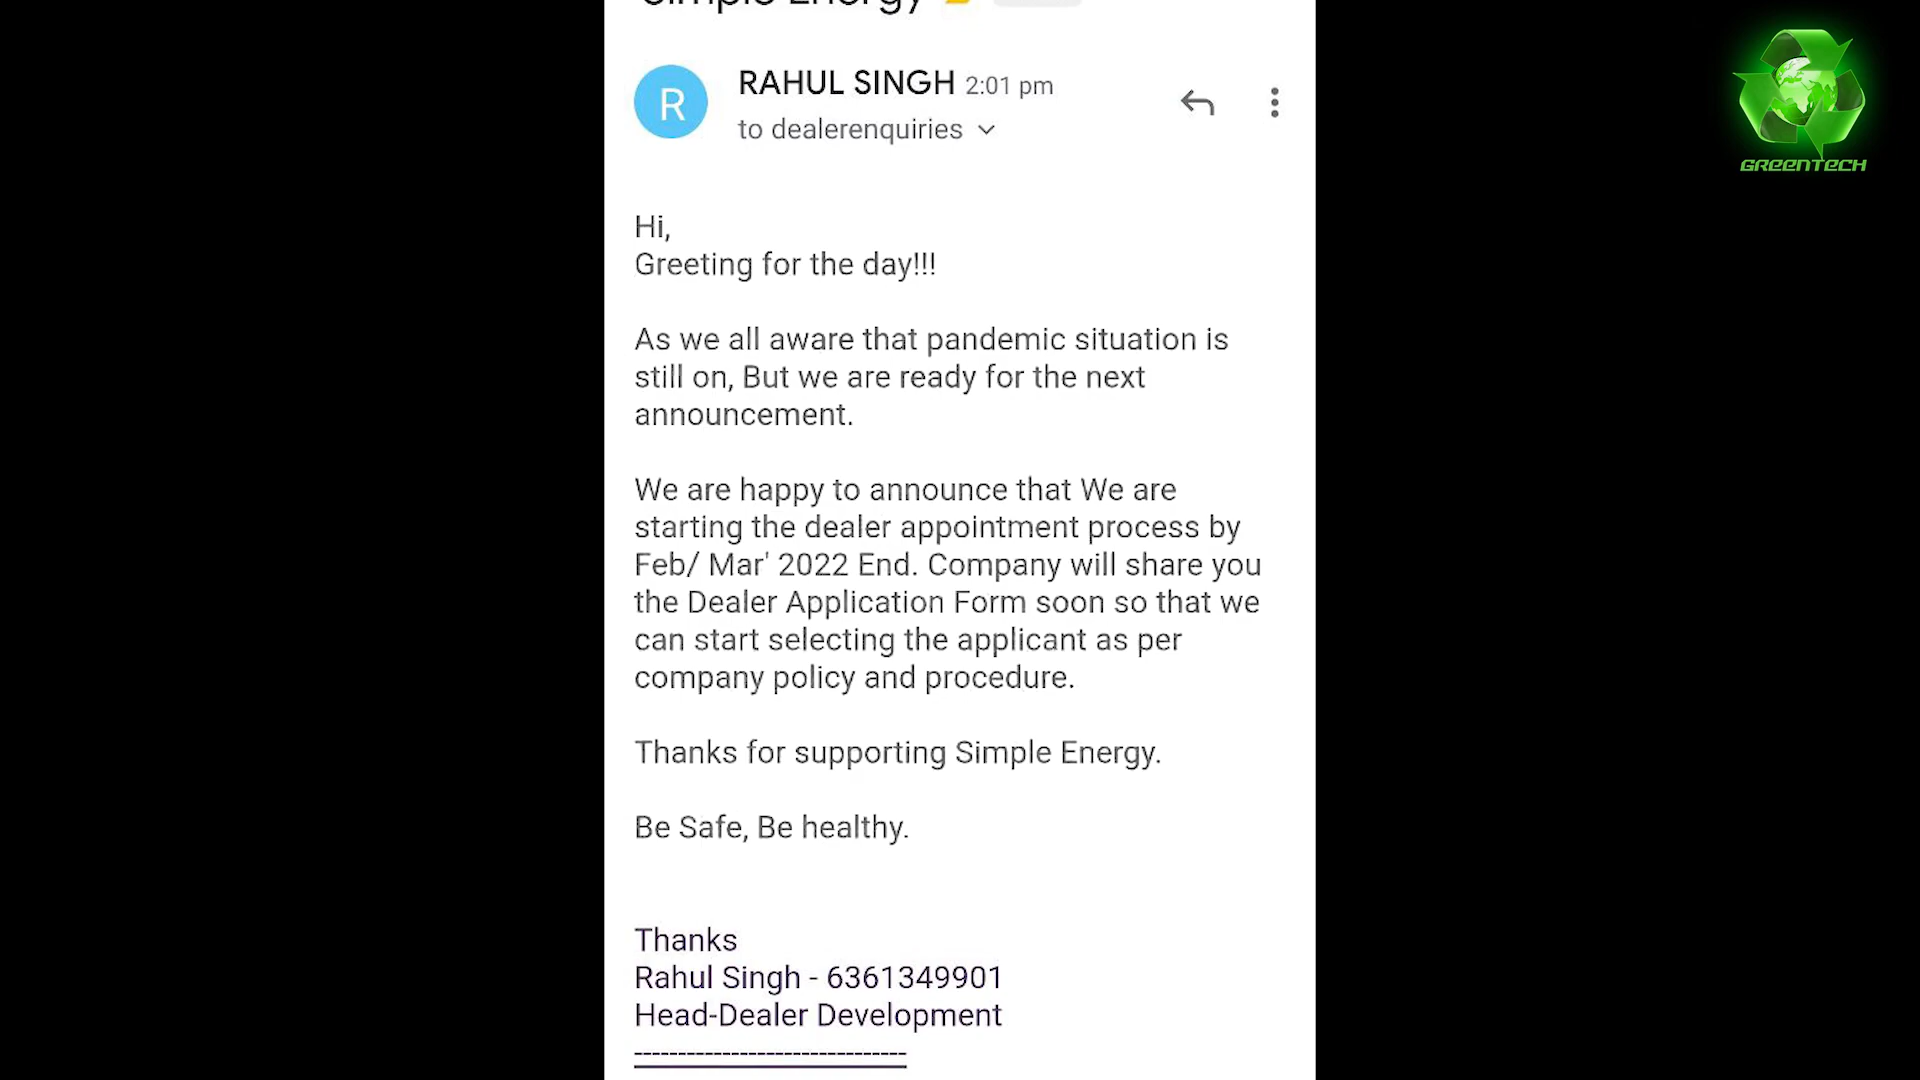 Simple Energy
RAHUL SINGH 2:01 pm
R
to dealerenquiries
GREENTECH
Hi,
Greeting for the day!!!
As we all aware that pandemic situation is
still on, But we are ready for the next
announcement.
We are happy to announce that We are
starting the dealer appointment process by
Feb/ Mar' 2022 End. Company will share you
the Dealer Application Form soon so that we
can start selecting the applicant as per
company policy and procedure.
Thanks for supporting Simple Energy.
Be Safe, Be healthy.
Thanks
Rahul Singh - 6361349901
Head-Dealer Development
-------------------------------